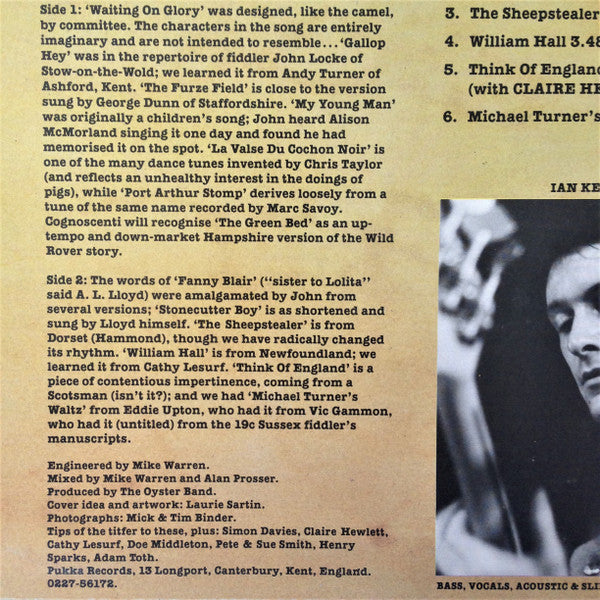 Side 1: ‘Waiting On Glory’ was designed, like the camel,
by committee. The characters in the song are entirely
imaginary and are not intended to resemble...‘Gallop
Hey’ was in the repertoire of fiddler John Locke of
Stow-on-the-Wold; we learned it from Andy Turner of
Ashford, Kent. ‘The Furze Field’ is close to the version
sung by George Dunn of Staffordshire. ‘My Young Man’
was originally a children’s song; John heard Alison
McMorland singing it one day and found he had
memorised it on the spot. ‘La Valse Du Cochon Noir’ is
one of the many dance tunes invented by Chris Taylor
(and reflects an unhealthy interest in the doings of
pigs), while ‘Port Arthur Stomp’ derives loosely from a
tune of the same name recorded by Marc Savoy.
Cognoscenti will recognise ‘The Green Bed’ as an up-
tempo and down-market Hampshire version of the Wild
Rover story.
Side 2: The words of ‘Fanny Blair’ (“sister to Lolita”
said A. L. Lloyd) were amalgamated by John from
several versions; ‘Stonecutter Boy’ is as shortened and
sung by Lloyd himself. ‘The Sheepstealer’ is from
Dorset (Hammond), though we have radically changed
its rhythm. ‘William Hall’ is from Newfoundland; we
learned it from Cathy Lesurf. ‘Think Of England’ is a
piece of contentious impertinence, coming from a
Scotsman (isn’t it?); and we had ‘Michael Turner’s
Waltz’ from Eddie Upton, who had it from Vic Gammon,
who had it (untitled) from the 19c Sussex fiddler’s
manuscripts.
Engineered by Mike Warren.
Mixed by Mike Warren and Alan Prosser.
Produced by The Oyster Band.
Cover idea and artwork: Laurie Sartin.
Photographs: Mick & Tim Binder.
Tips of the titfer to these, plus: Simon Davies, Claire Hewlett,
Cathy Lesurf, Doe Middleton, Pete & Sue Smith, Henry
Sparks, Adam Toth.
Pukka Records, 13 Longport, Canterbury, Kent, England.
0227-56172.
3. The Sheepstealer
4. William Hall 3.48
5. Think Of England
(with CLAIRE HE
6. Michael Turner’s
IAN KE
BASS, VOCALS, ACOUSTIC & SLI